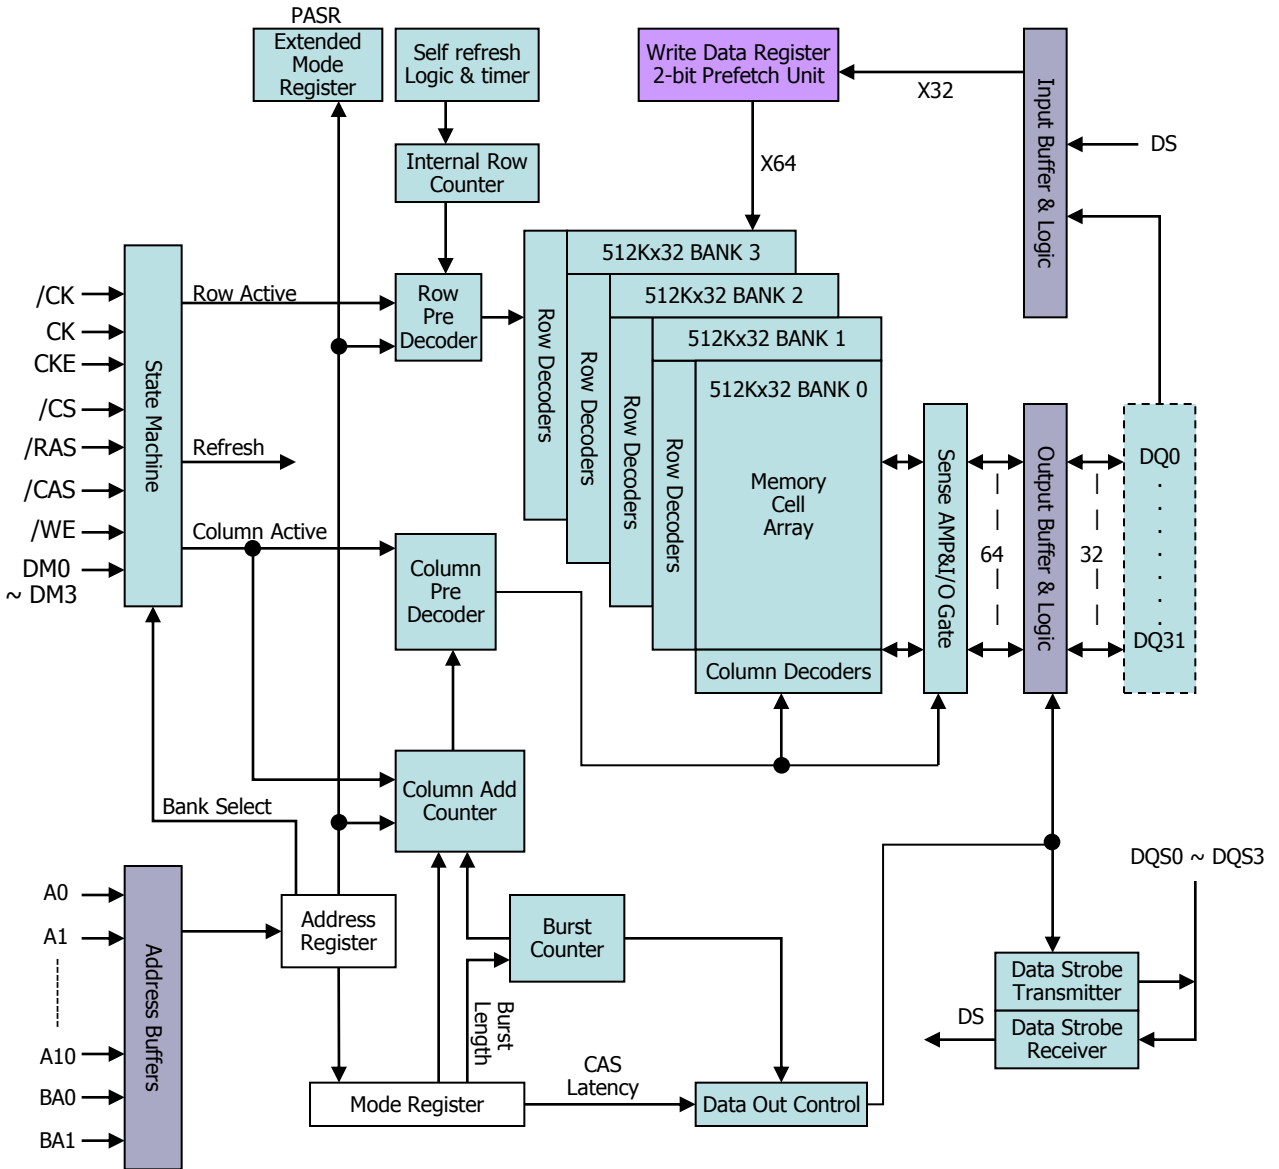 PASR
Extended
Mode
Register
Self refresh
Logic & timer
Write Data Register
2-bit Prefetch Unit
X32
Input Buffer & Logic
DS
Internal Row
Counter
X64
512Kx32 BANK 3
512Kx32 BANK 2
512Kx32 BANK 1
512Kx32 BANK 0
Row Decoders
Row Decoders
Row Decoders
Row Decoders
Memory
Cell
Array
Column Decoders
Row
Pre
Decoder
Row Active
/CK
CK
CKE
/CS
/RAS
/CAS
/WE
DM0
~ DM3
State Machine
Refresh
Column Active
Column
Pre
Decoder
Sense AMP&I/O Gate
64
Output Buffer & Logic
32
DQ0
.
.
.
.
.
.
DQ31
Column Add
Counter
Bank Select
A0
A1
A10
BA0
BA1
Address Buffers
Address
Register
Burst
Counter
Burst
Length
Mode Register
CAS
Latency
Data Out Control
DQS0 ~ DQS3
Data Strobe
Transmitter
DS
Data Strobe
Receiver